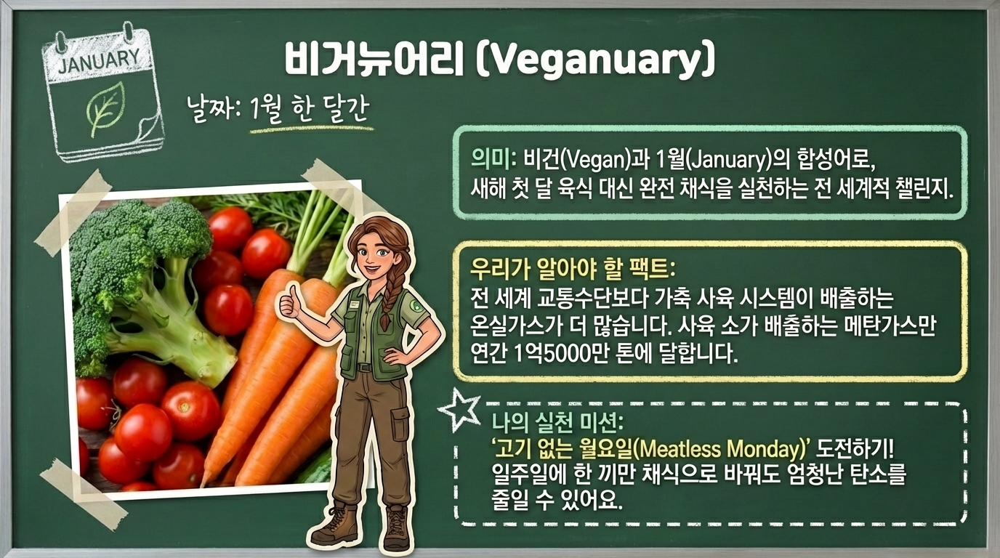 JANUARY
비거뉴어리 (Veganuary)
날짜: 1월 한 달간
의미: 비건(Vegan)과 1월(January)의 합성어로,
새해 첫 달 육식 대신 완전 채식을 실천하는 전 세계적 챌린지.
우리가 알아야 할 팩트:
전 세계 교통수단보다 가축 사육 시스템이 배출하는
온실가스가 더 많습니다. 사육 소가 배출하는 메탄가스만
연간 1억5000만 톤에 달합니다.
나의 실천 미션:
‘고기 없는 월요일(Meatless Monday)’ 도전하기!
일주일에 한 끼만 채식으로 바꿔도 엄청난 탄소를
줄일 수 있어요.